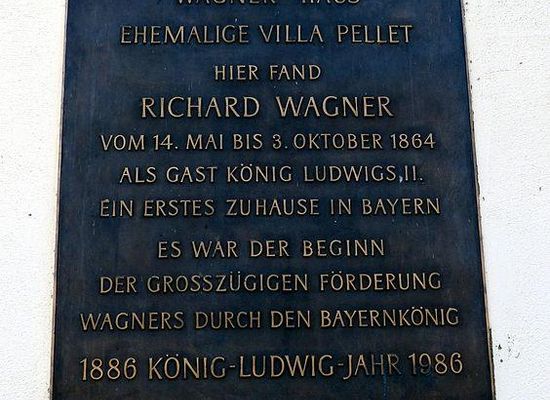 WAGNER-HAUS
EHEMALIGE VILLA PELLET
HIER FAND
RICHARD WAGNER
VOM 14. MAI BIS 3. OKTOBER 1864
ALS GAST KÖNIG LUDWIGS II.
EIN ERSTES ZUHAUSE IN BAYERN
ES WAR DER BEGINN
DER GROSSZÜGIGEN FÖRDERUNG
WAGNERS DURCH DEN BAYERNKÖNIG
1886 KÖNIG-LUDWIG-JAHR 1986